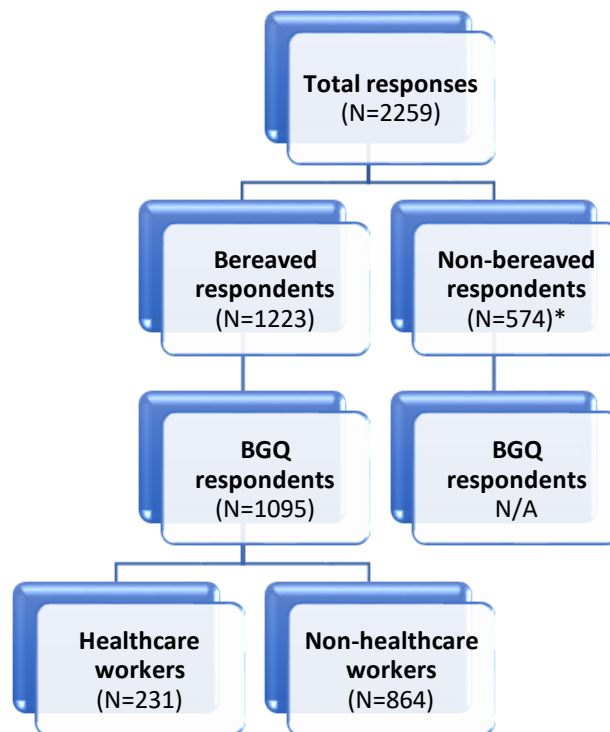 Total responses
(N=2259)
Bereaved
respondents
(N=1223)
Non-bereaved
respondents
(N=574)*
BGQ
respondents
(N=1095)
BGQ
respondents
N/A
Healthcare
workers
(N=231)
Non-healthcare
workers
(N=864)